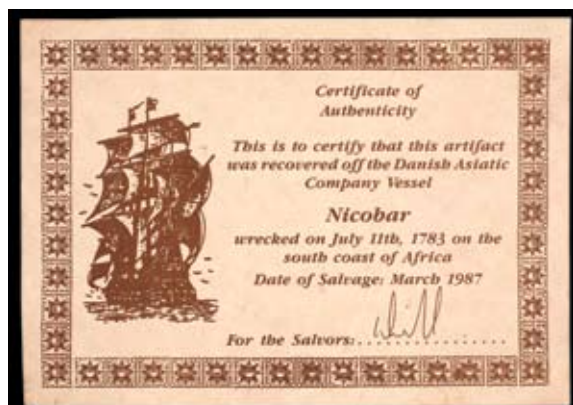 Certificate of
Authenticity
This is to certify that this artifact
was recovered off the Danish Asiatic
Company Vessel
Nicobar
wrecked on July 11th, 1783 on the
south coast of Africa
Date of Salvage: March 1987
For the Salvors:.................